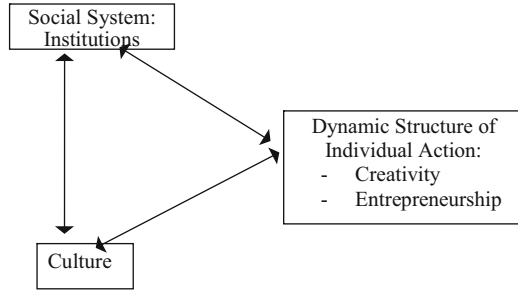 Social System:
Institutions
Dynamic Structure of
Individual Action:
- Creativity
- Entrepreneurship
Culture